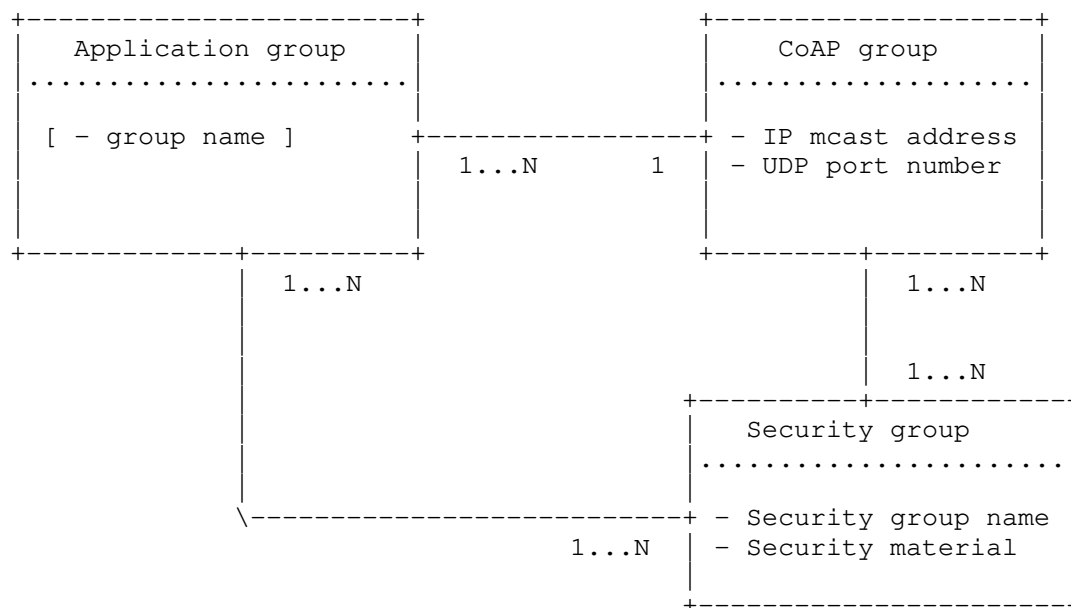 Application group
CoAP group
[ - group name ]
- IP mcast address
- UDP port number
1...N 1
1...N
1...N
1...N
Security group
- Security group name
- Security material
1...N